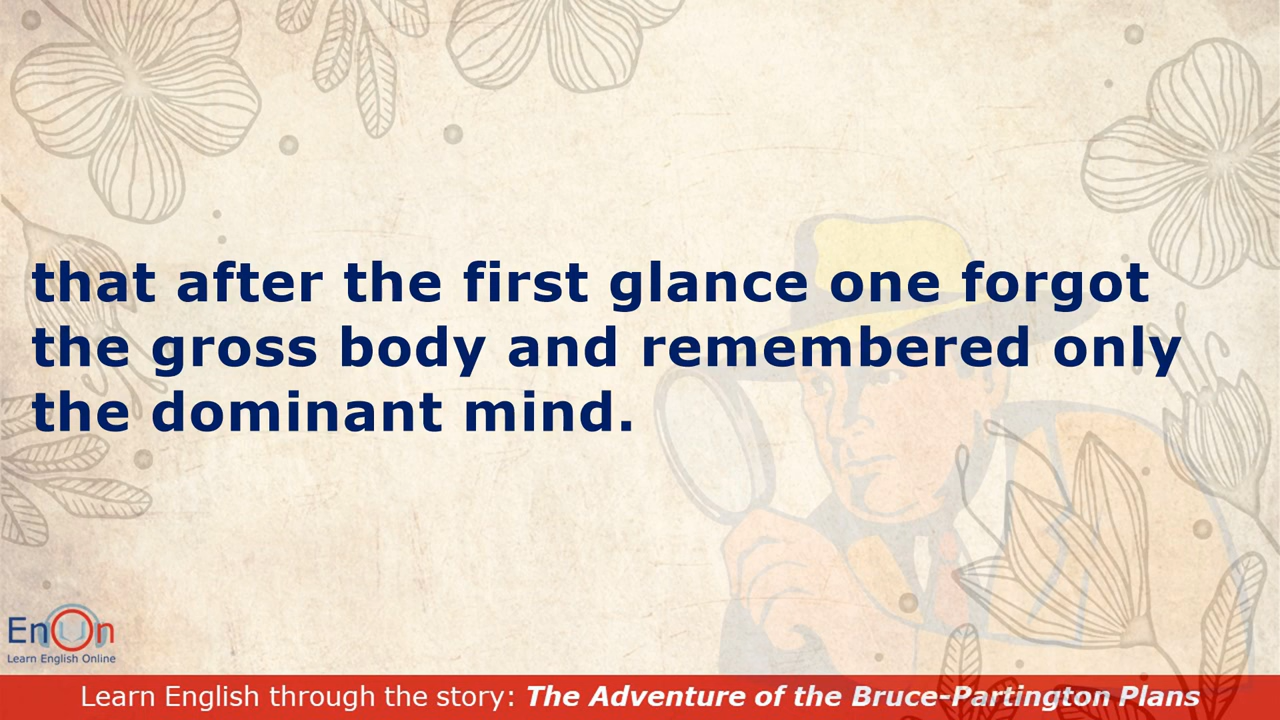 that after the first glance one forgot
the gross body and remembered only
the dominant mind.
EnOn
Learn English Online
Learn English through the story: The Adventure of the Bruce-Partington Plans